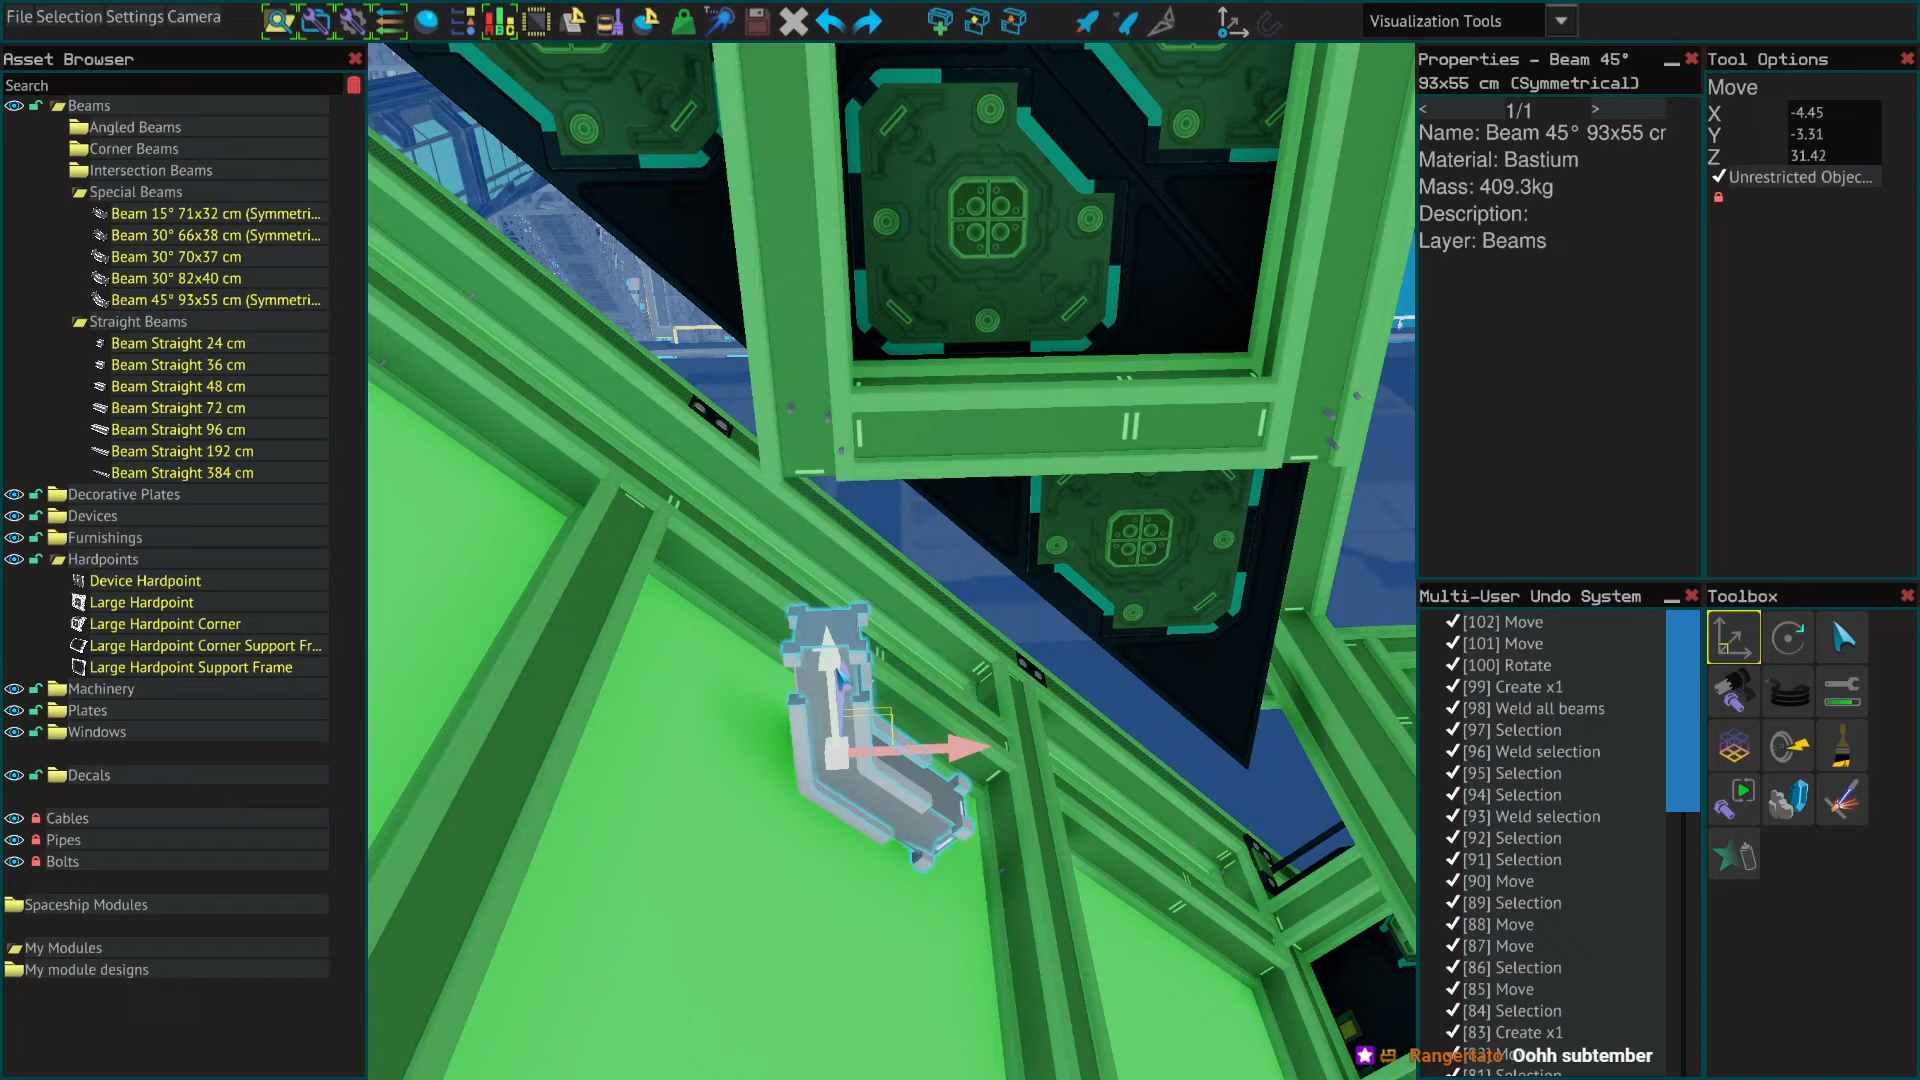 File Selection Settings Camera
Visualization Tools
Asset Browser
Search
Beams
Angled Beams
Corner Beams
Intersection Beams
Special Beams
Beam 15° 71x32 cm (Symmetri...
Beam 30° 66x38 cm (Symmetri...
Beam 30° 70x37 cm
Beam 30° 82x40 cm
Beam 45° 93x55 cm (Symmetri...
Straight Beams
Beam Straight 24 cm
Beam Straight 36 cm
Beam Straight 48 cm
Beam Straight 72 cm
Beam Straight 96 cm
Beam Straight 192 cm
Beam Straight 384 cm
Decorative Plates
Devices
Furnishings
Hardpoints
Device Hardpoint
Large Hardpoint
Large Hardpoint Corner
Large Hardpoint Corner Support Fr...
Large Hardpoint Support Frame
Machinery
Plates
Windows
Decals
Cables
Pipes
Bolts
Spaceship Modules
My Modules
My module designs
Properties - Beam 45°
93x55 cm (Symmetrical)
< 1/1 >
Name: Beam 45° 93x55 cr
Material: Bastium
Mass: 409.3kg
Description:
Layer: Beams
Tool Options
Move
X -4.45
Y -3.31
Z 31.42
Unrestricted Objec...
Multi-User Undo System
[102] Move
[101] Move
[100] Rotate
[99] Create x1
[98] Weld all beams
[97] Selection
[96] Weld selection
[95] Selection
[94] Selection
[93] Weld selection
[92] Selection
[91] Selection
[90] Move
[89] Selection
[88] Move
[87] Move
[86] Selection
[85] Move
[84] Selection
[83] Create x1
Toolbox
Rangertato Oohh subtember